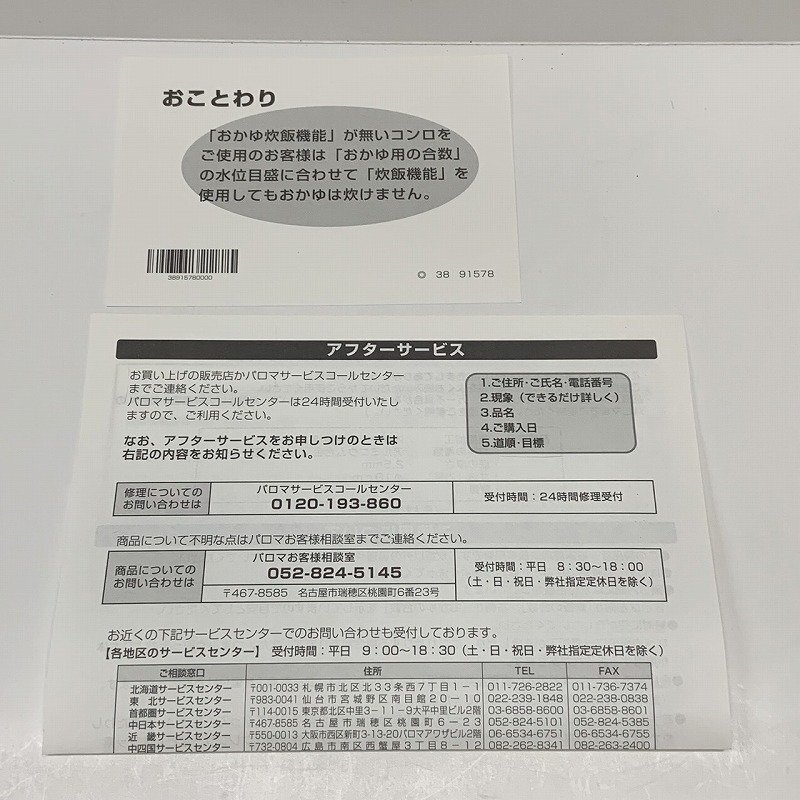 おことわり
「おかゆ炊飯機能」が無いコンロを
ご使用のお客様は「おかゆ用の合数」
の水位目盛に合わせて「炊飯機能」を
使用してもおかゆは炊けません。
38915780000
38 91578
アフターサービス
お買い上げの販売店かパロマサービスコールセンター
までご連絡ください。
パロマサービスコールセンターは24時間受付いたし
ますので、ご利用ください。
なお、アフターサービスをお申しつけのときは
右記の内容をお知らせください。
1.ご住所・ご氏名・電話番号
2.現象（できるだけ詳しく）
3.品名
4.ご購入日
5.道順・目標
修理についての
お問い合わせは
パロマサービスコールセンター
0120-193-860
受付時間：24時間修理受付
商品について不明な点はパロマお客様相談室までご連絡ください。
商品についての
お問い合わせは
パロマお客様相談室
052-824-5145
〒467-8585 名古屋市瑞穂区桃園町6番23号
受付時間：平日 8：30～18：00
（土・日・祝日・弊社指定定休日を除く）
お近くの下記サービスセンターでのお問い合わせも受付しております。
【各地区のサービスセンター】 受付時間：平日 9：00～18：30（土・日・祝日・弊社指定定休日を除く）
ご相談窓口 住所 TEL FAX
北海道サービスセンター 〒001-0033 札幌市北区北33条西7丁目1-1 011-726-2822 011-736-7374
東北サービスセンター 〒983-0041 仙台市宮城野区南目館20-10 022-239-1848 022-238-0838
首都圏サービスセンター 〒114-0015 東京都北区中里3-11-9大平中里ビル2階 03-6858-8600 03-6858-8601
中日本サービスセンター 〒467-8585 名古屋市瑞穂区桃園町6-23 052-824-5101 052-824-5385
近畿サービスセンター 〒550-0013 大阪市西区新町3-13-20パロマアワザビル2階 06-6534-6751 06-6534-6755
中四国サービスセンター 〒732-0804 広島市南区西蟹屋3丁目8-12 082-262-8341 082-263-2400